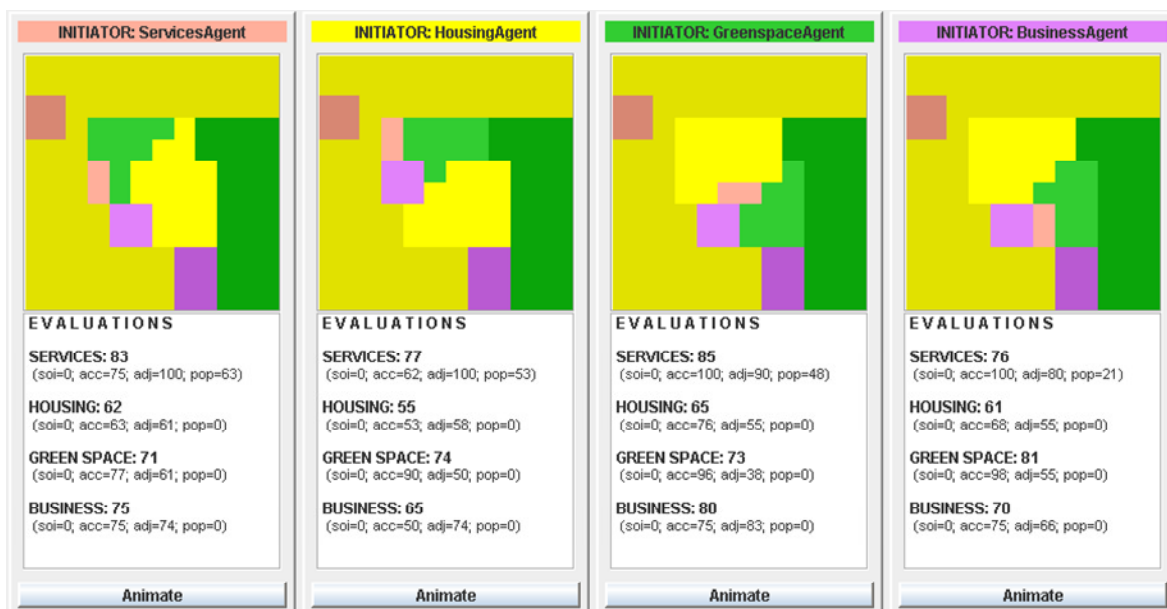 INITIATOR: ServicesAgent
E V A L U A T I O N S
SERVICES: 83
(soi=0; acc=75; adj=100; pop=63)
HOUSING: 62
(soi=0; acc=63; adj=61; pop=0)
GREEN SPACE: 71
(soi=0; acc=77; adj=61; pop=0)
BUSINESS: 75
(soi=0; acc=75; adj=74; pop=0)
Animate
INITIATOR: HousingAgent
E V A L U A T I O N S
SERVICES: 77
(soi=0; acc=62; adj=100; pop=53)
HOUSING: 55
(soi=0; acc=53; adj=58; pop=0)
GREEN SPACE: 74
(soi=0; acc=90; adj=50; pop=0)
BUSINESS: 65
(soi=0; acc=50; adj=74; pop=0)
Animate
INITIATOR: GreenspaceAgent
E V A L U A T I O N S
SERVICES: 85
(soi=0; acc=100; adj=90; pop=48)
HOUSING: 65
(soi=0; acc=76; adj=55; pop=0)
GREEN SPACE: 73
(soi=0; acc=96; adj=38; pop=0)
BUSINESS: 80
(soi=0; acc=75; adj=83; pop=0)
Animate
INITIATOR: BusinessAgent
E V A L U A T I O N S
SERVICES: 76
(soi=0; acc=100; adj=80; pop=21)
HOUSING: 61
(soi=0; acc=68; adj=55; pop=0)
GREEN SPACE: 81
(soi=0; acc=98; adj=55; pop=0)
BUSINESS: 70
(soi=0; acc=75; adj=66; pop=0)
Animate